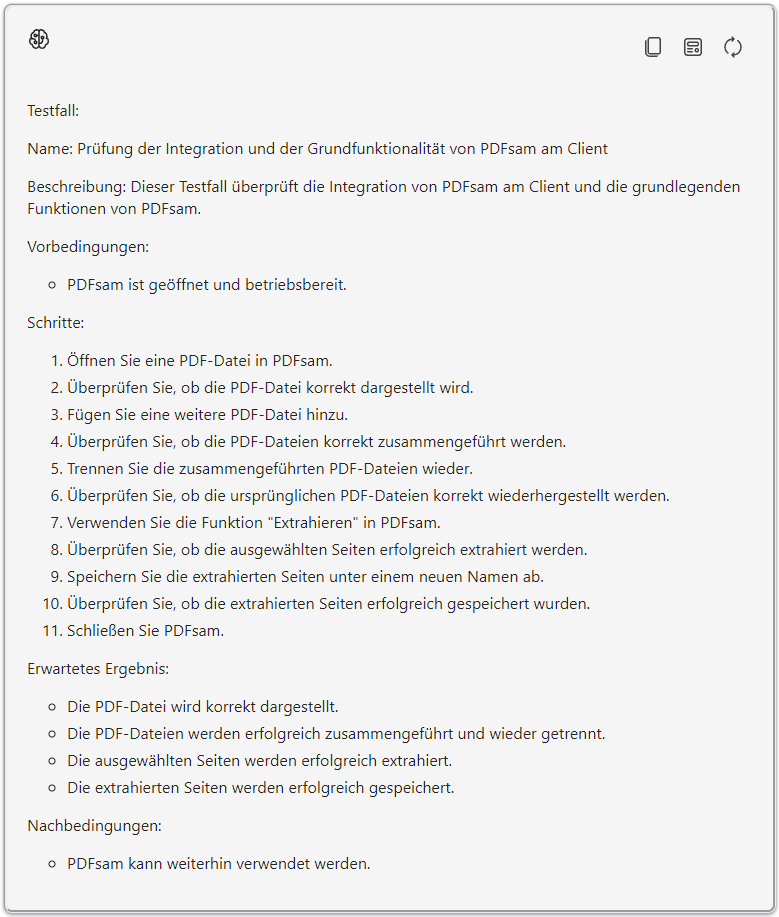 Testfall:
Name: Prüfung der Integration und der Grundfunktionalität von PDFsam am Client
Beschreibung: Dieser Testfall überprüft die Integration von PDFsam am Client und die grundlegenden
Funktionen von PDFsam.
Vorbedingungen:
PDFsam ist geöffnet und betriebsbereit.
Schritte:
1. Öffnen Sie eine PDF-Datei in PDFsam.
2. Überprüfen Sie, ob die PDF-Datei korrekt dargestellt wird.
3. Fügen Sie eine weitere PDF-Datei hinzu.
4. Überprüfen Sie, ob die PDF-Dateien korrekt zusammengeführt werden.
5. Trennen Sie die zusammengeführten PDF-Dateien wieder.
6. Überprüfen Sie, ob die ursprünglichen PDF-Dateien korrekt wiederhergestellt werden.
7. Verwenden Sie die Funktion "Extrahieren" in PDFsam.
8. Überprüfen Sie, ob die ausgewählten Seiten erfolgreich extrahiert werden.
9. Speichern Sie die extrahierten Seiten unter einem neuen Namen ab.
10. Überprüfen Sie, ob die extrahierten Seiten erfolgreich gespeichert wurden.
11. Schließen Sie PDFsam.
Erwartetes Ergebnis:
Die PDF-Datei wird korrekt dargestellt.
Die PDF-Dateien werden erfolgreich zusammengeführt und wieder getrennt.
Die ausgewählten Seiten werden erfolgreich extrahiert.
Die extrahierten Seiten werden erfolgreich gespeichert.
Nachbedingungen:
PDFsam kann weiterhin verwendet werden.